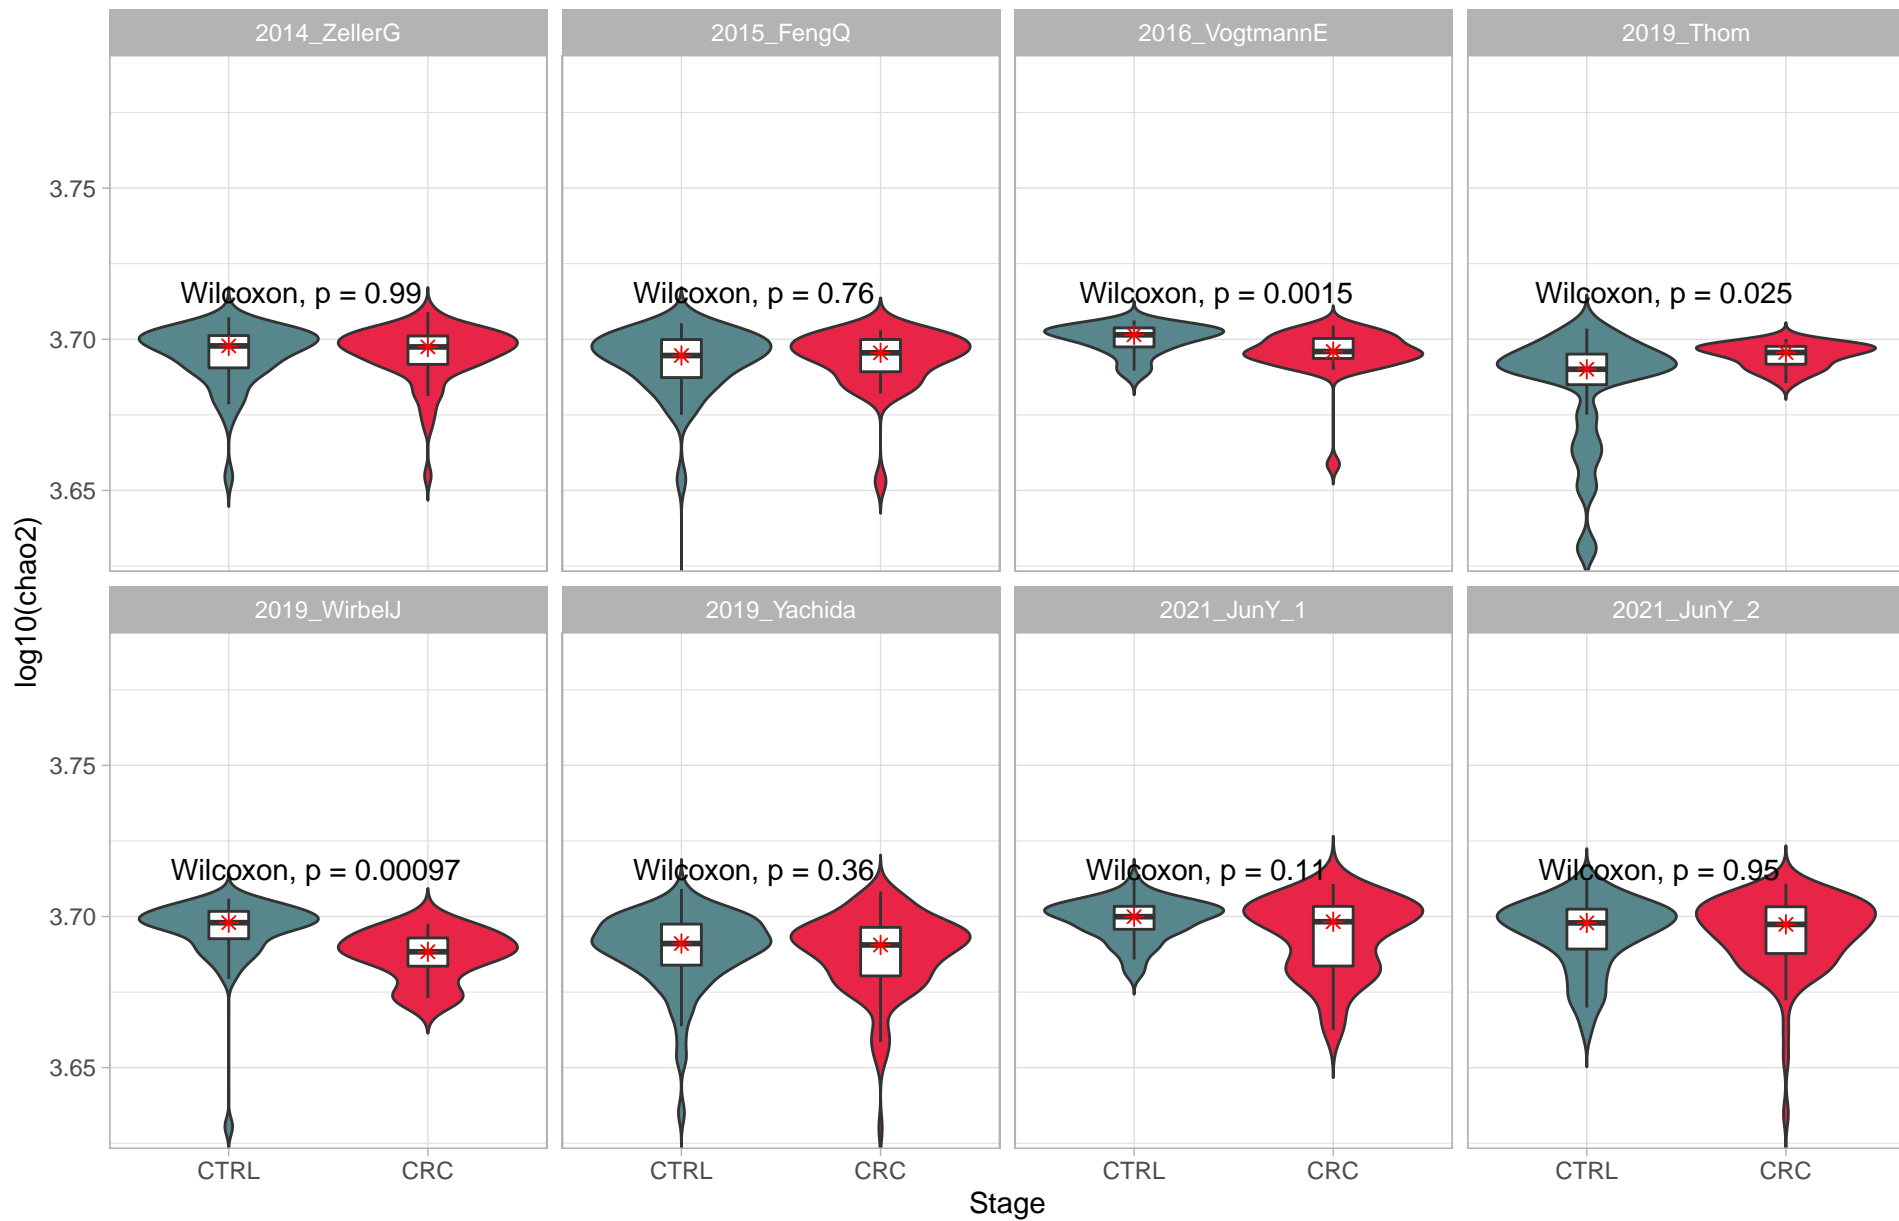 2014_ZellerG
2015_FengQ
2016_VogtmannE
2019_Thom
3.75
3.70
3.65
Wilcoxon, p = 0.99
Wilcoxon, p = 0.76
Wilcoxon, p = 0.0015
Wilcoxon, p = 0.025
log10(chao2)
2019_WirbelJ
2019_Yachida
2021_JunY_1
2021_JunY_2
3.75
3.70
3.65
Wilcoxon, p = 0.00097
Wilcoxon, p = 0.36
Wilcoxon, p = 0.11
Wilcoxon, p = 0.95
CTRL
CRC
CTRL
CRC
CTRL
CRC
CTRL
CRC
Stage